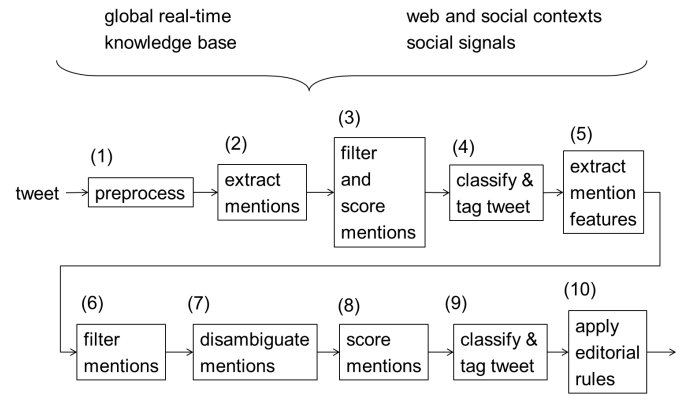 global real-time
knowledge base
web and social contexts
social signals
(1)
(2)
(3)
(4)
(5)
tweet
preprocess
extract
mentions
filter
and
score
mentions
classify &
tag tweet
extract
mention
features
(6)
(7)
(8)
(9)
(10)
filter
mentions
disambiguate
mentions
score
mentions
classify &
tag tweet
apply
editorial
rules